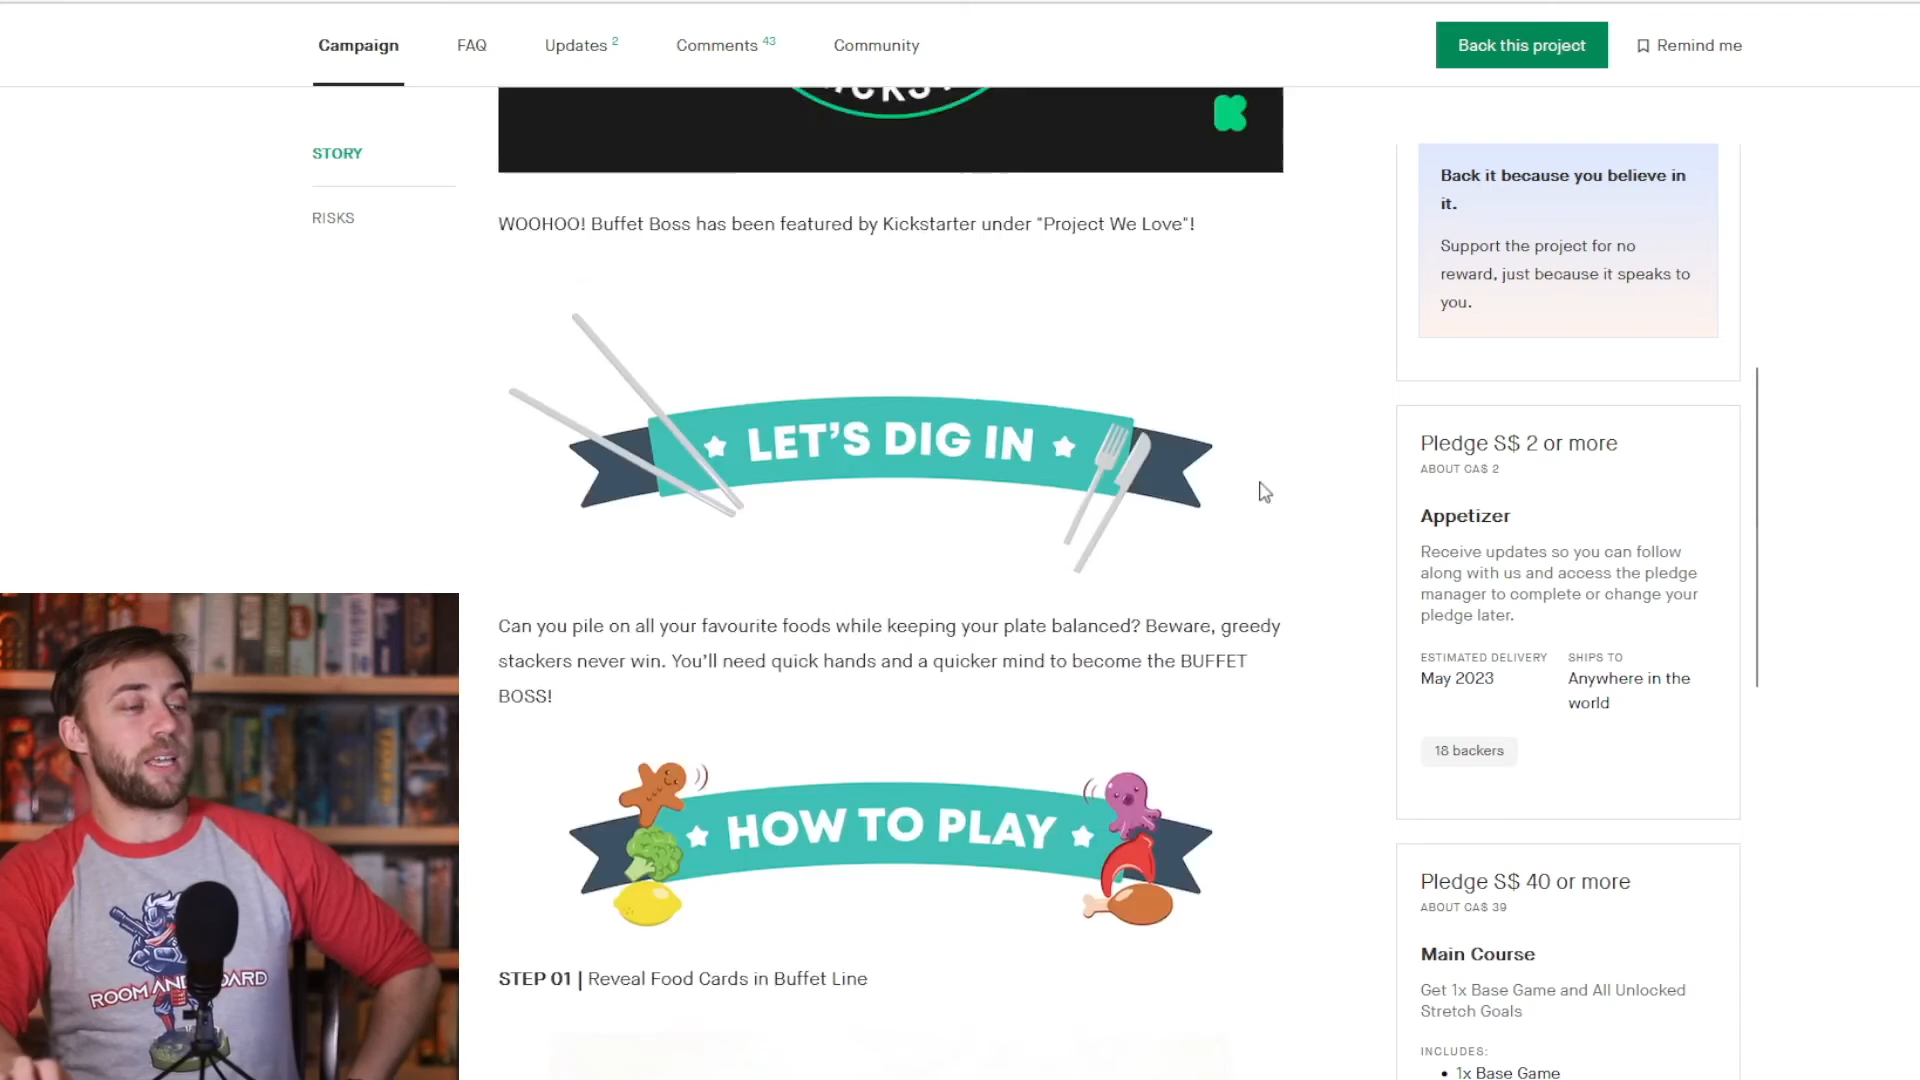 Campaign
FAQ
Updates 2
Comments 43
Community
Back this project
Remind me
STORY
RISKS
WOOHOO! Buffet Boss has been featured by Kickstarter under "Project We Love"!
LET'S DIG IN
Can you pile on all your favourite foods while keeping your plate balanced? Beware, greedy
stackers never win. You'll need quick hands and a quicker mind to become the BUFFET
BOSS!
HOW TO PLAY
STEP 01 | Reveal Food Cards in Buffet Line
Back it because you believe in
it.
Support the project for no
reward, just because it speaks to
you.
Pledge S$ 2 or more
ABOUT CA$ 2
Appetizer
Receive updates so you can follow
along with us and access the pledge
manager to complete or change your
pledge later.
ESTIMATED DELIVERY
May 2023
SHIPS TO
Anywhere in the
world
18 backers
Pledge S$ 40 or more
ABOUT CA$ 39
Main Course
Get 1x Base Game and All Unlocked
Stretch Goals
INCLUDES:
• 1x Base Game